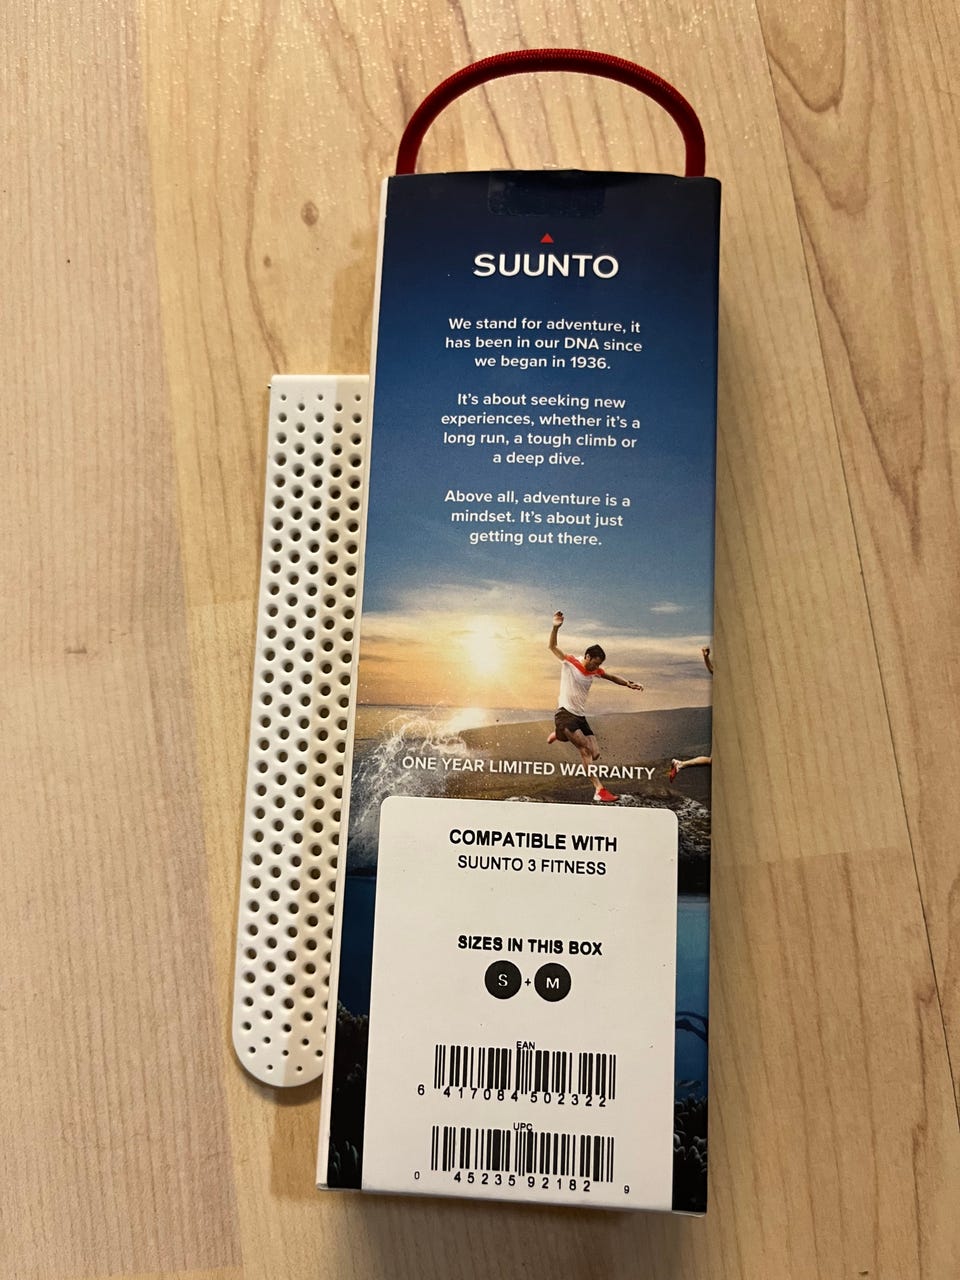 SUUNTO
We stand for adventure, it
has been in our DNA since
we began in 1936.
It's about seeking new
experiences, whether it's a
long run, a tough climb or
a deep dive.
Above all, adventure is a
mindset. It's about just
getting out there.
ONE YEAR LIMITED WARRANTY
COMPATIBLE WITH
SUUNTO 3 FITNESS
SIZES IN THIS BOX
S + M
EAN
6 417084 502322
UPC
0 45235 92182 9